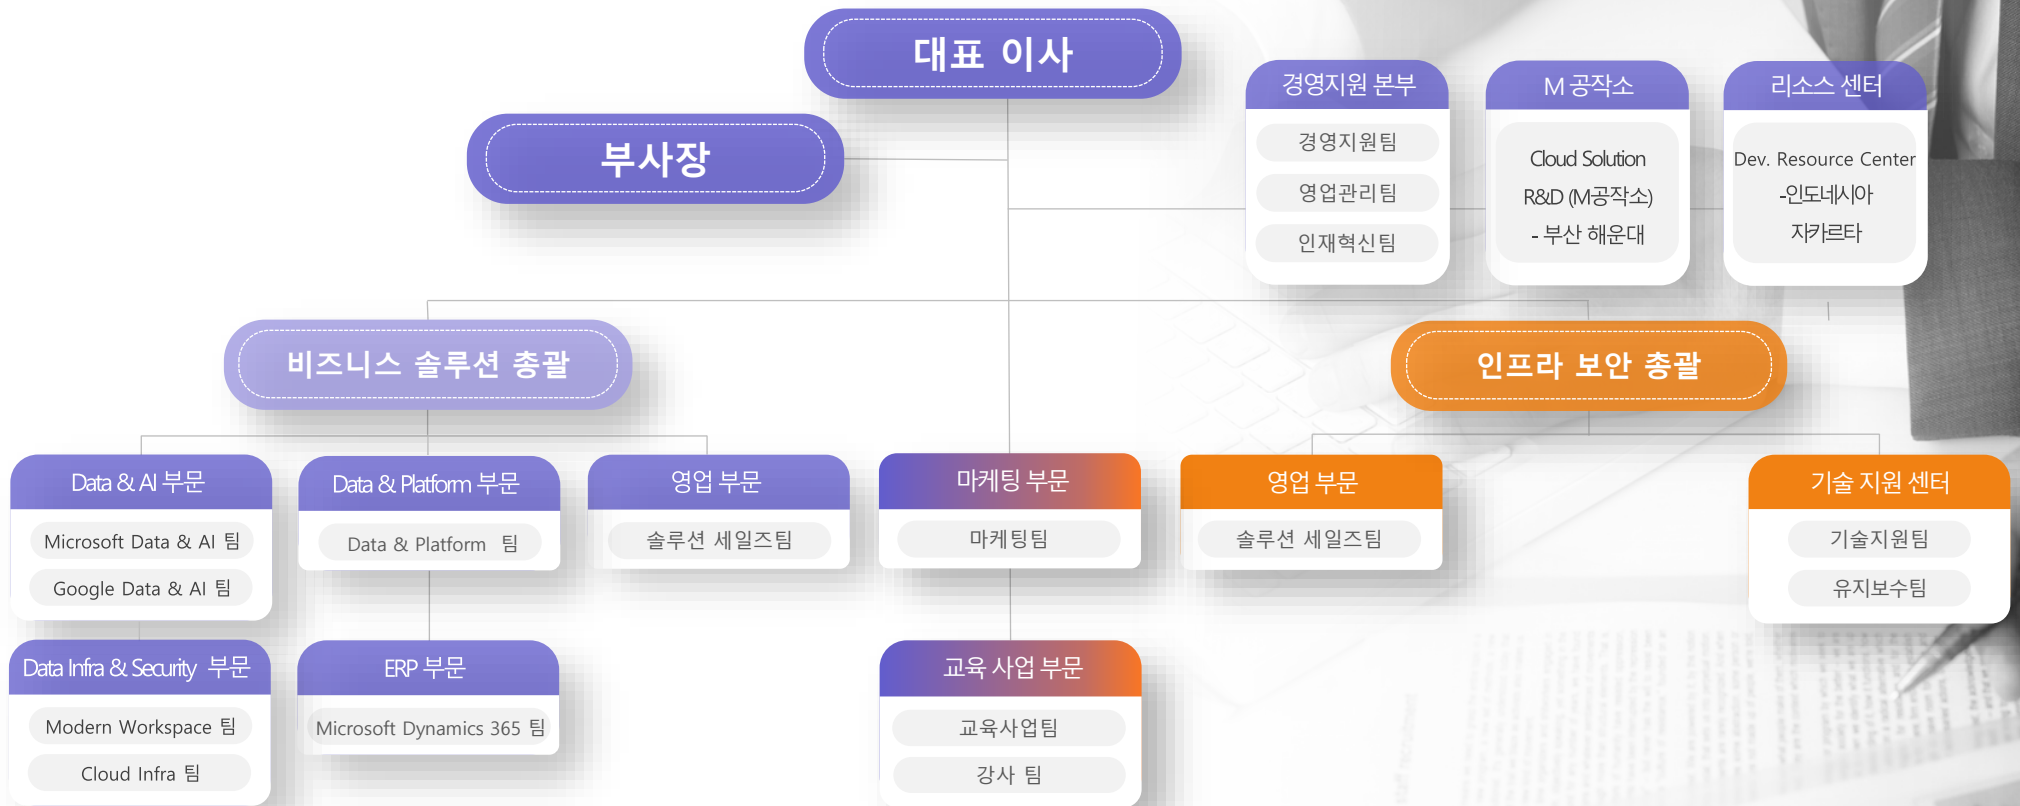 대표 이사
부사장
경영지원 본부
경영지원팀
영업관리팀
인재혁신팀
M 공작소
Cloud Solution
R&D (M공작소)
- 부산 해운대
리소스 센터
Dev. Resource Center
-인도네시아
자카르타
비즈니스 솔루션 총괄
인프라 보안 총괄
Data & AI 부문
Microsoft Data & AI 팀
Google Data & AI 팀
Data & Platform 부문
Data & Platform 팀
영업 부문
솔루션 세일즈팀
마케팅 부문
마케팅팀
영업 부문
솔루션 세일즈팀
기술 지원 센터
기술지원팀
유지보수팀
Data Infra & Security 부문
Modern Workspace 팀
Cloud Infra 팀
ERP 부문
Microsoft Dynamics 365 팀
교육 사업 부문
교육사업팀
강사 팀